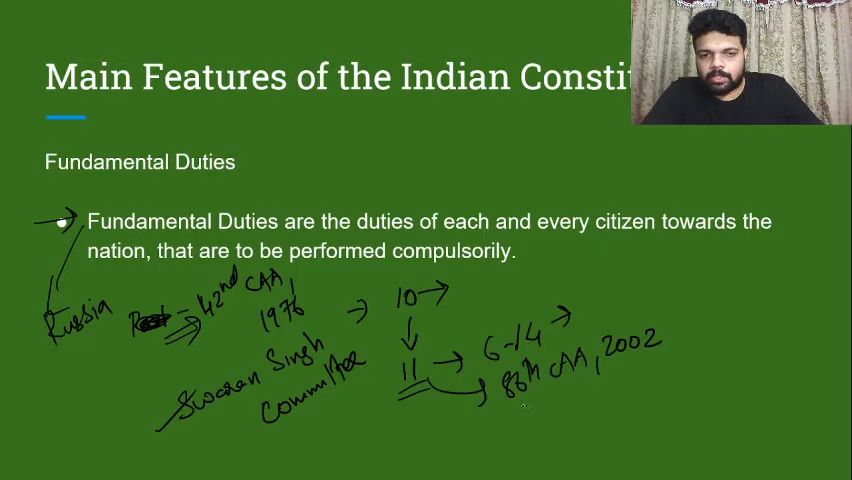 Main Features of the Indian Constit
Fundamental Duties
Fundamental Duties are the duties of each and every citizen towards the
nation, that are to be performed compulsorily.
Russia
- 42nd CAA,
1976
Swaran Singh
Committee
10
11
6-14
86th CAA, 2002